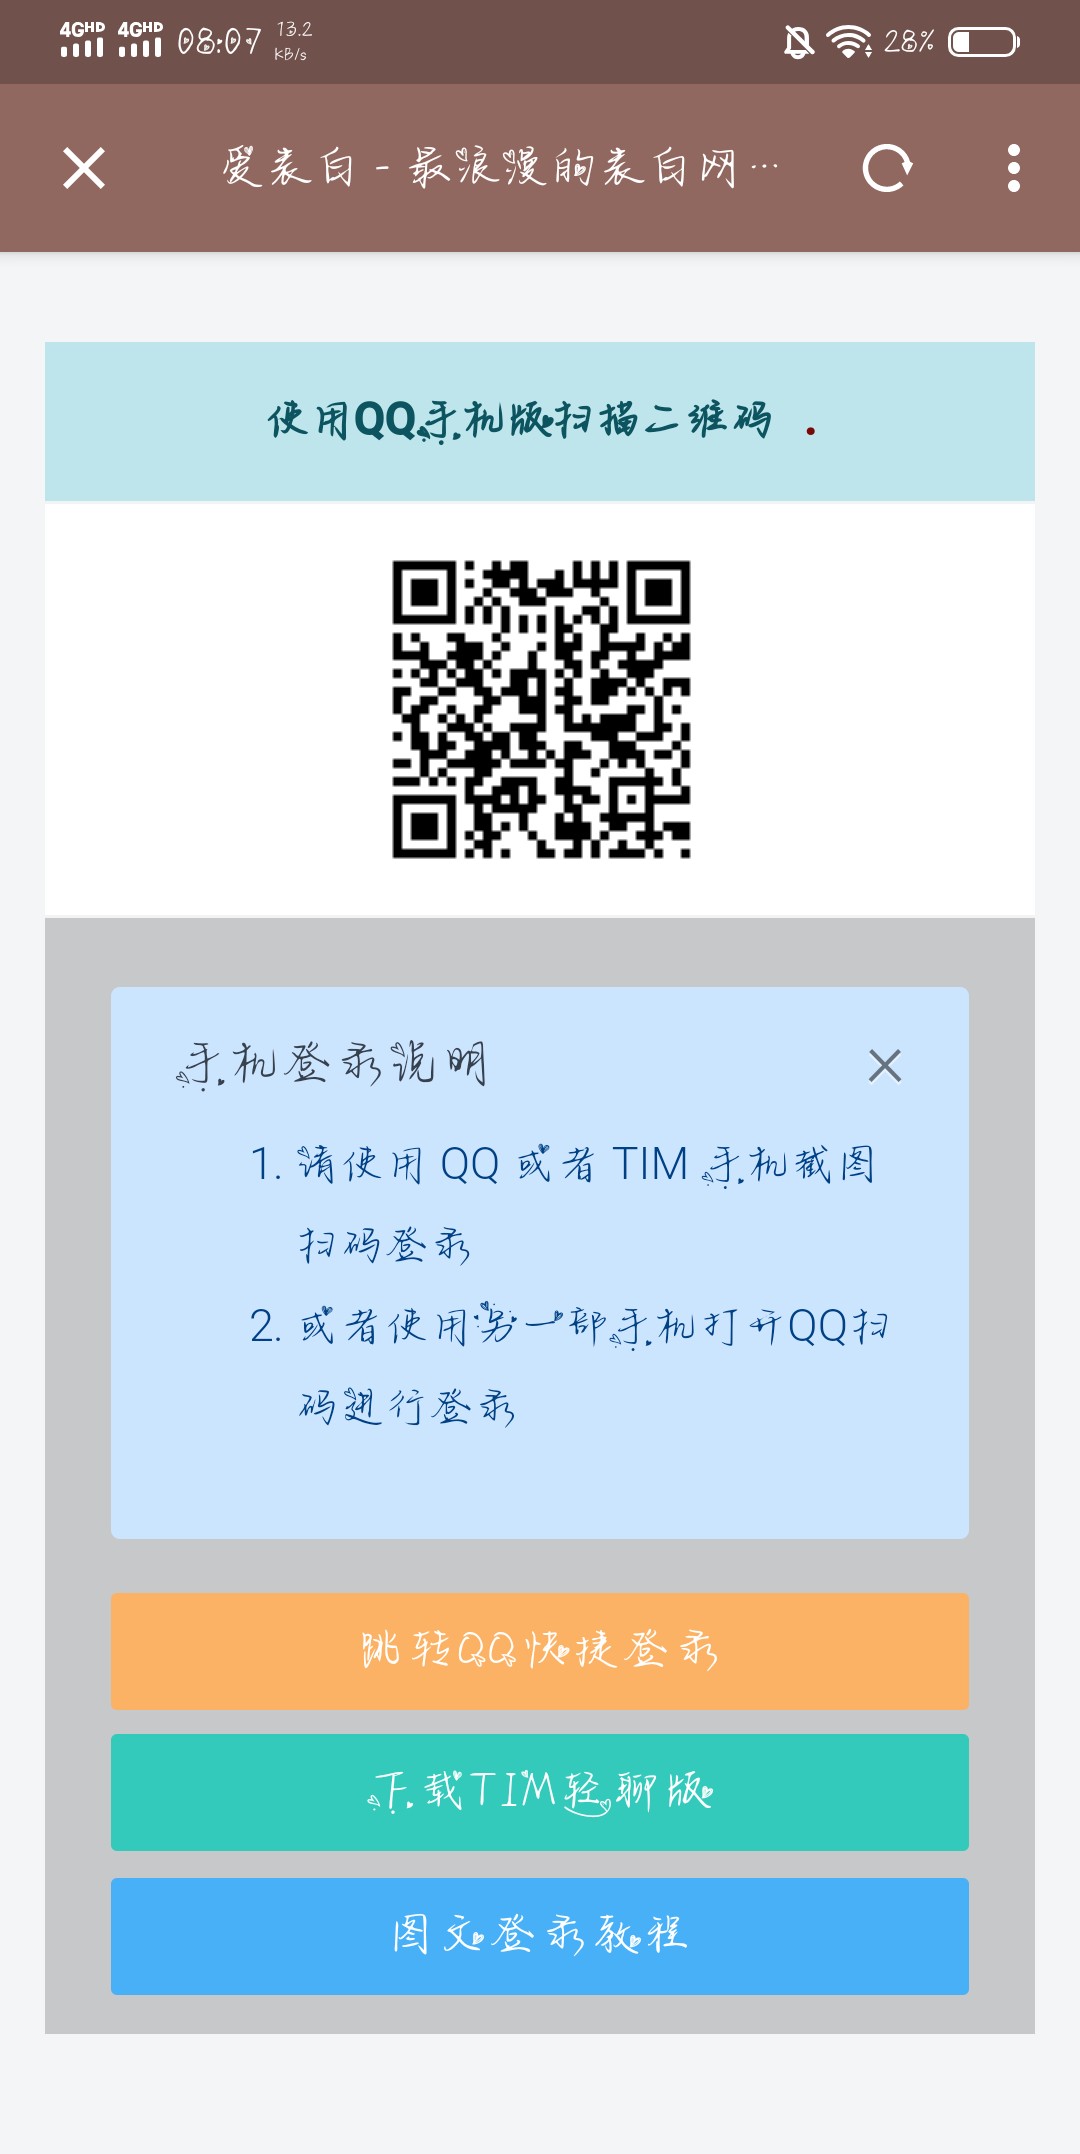 4GHD 4GHD 08:07 13.2 KB/s 28%
爱表白 - 最浪漫的表白网…
使用QQ手机版扫描二维码 .
手机登录说明
1. 请使用 QQ 或者 TIM 手机截图
扫码登录
2. 或者使用另一部手机打开QQ扫
码进行登录
跳转QQ快捷登录
下载TIM轻聊版
图文登录教程